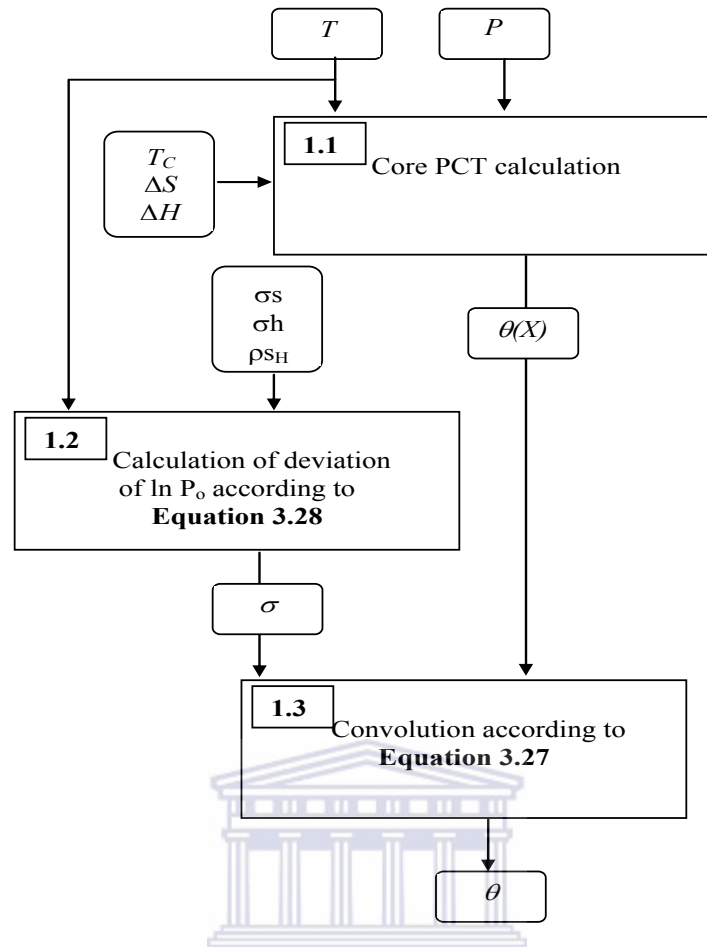 T
P
1.1
Core PCT calculation
T_C
ΔS
ΔH
σs
σh
ρs_H
θ(X)
1.2
Calculation of deviation
of ln P_o according to
Equation 3.28
σ
1.3
Convolution according to
Equation 3.27
θ